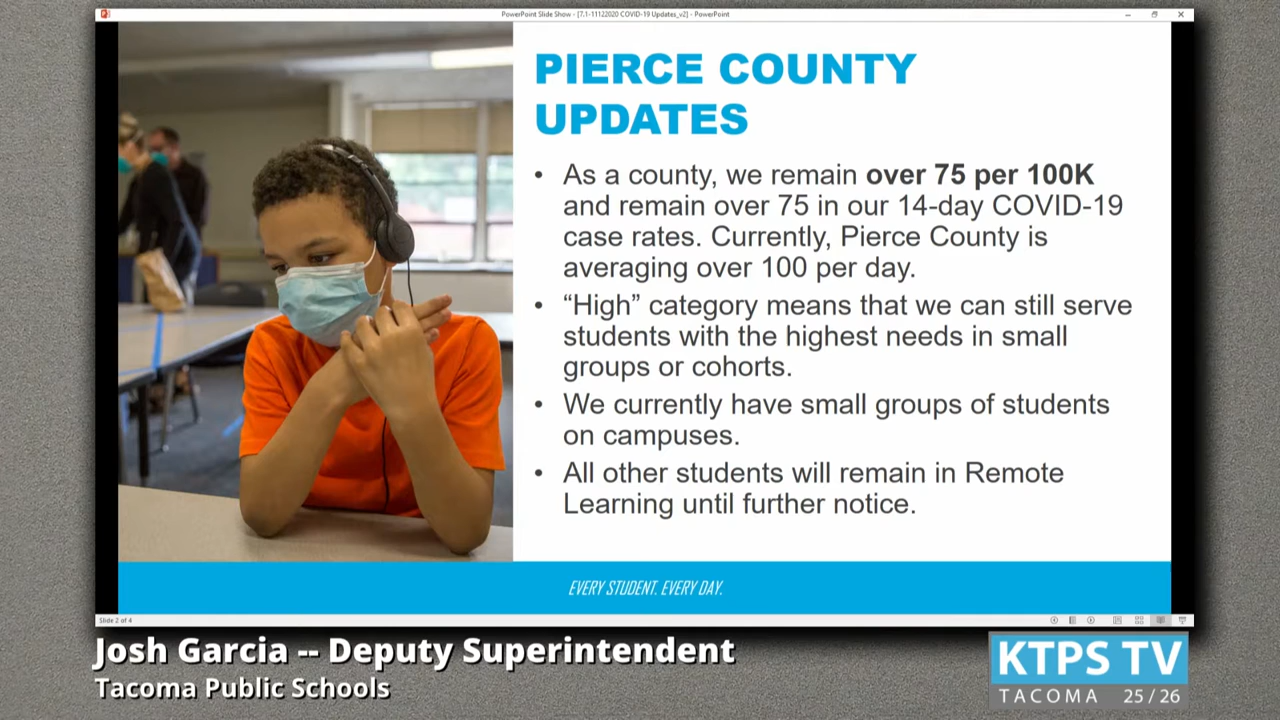 PowerPoint Slide Show - [7.1-11122020 COVID-19 Updates_v2] - PowerPoint
PIERCE COUNTY
UPDATES
• As a county, we remain over 75 per 100K
and remain over 75 in our 14-day COVID-19
case rates. Currently, Pierce County is
averaging over 100 per day.
• “High” category means that we can still serve
students with the highest needs in small
groups or cohorts.
• We currently have small groups of students
on campuses.
• All other students will remain in Remote
Learning until further notice.
EVERY STUDENT. EVERY DAY.
Slide 2 of 4
Josh Garcia -- Deputy Superintendent
Tacoma Public Schools
KTPS TV
TACOMA 25/26